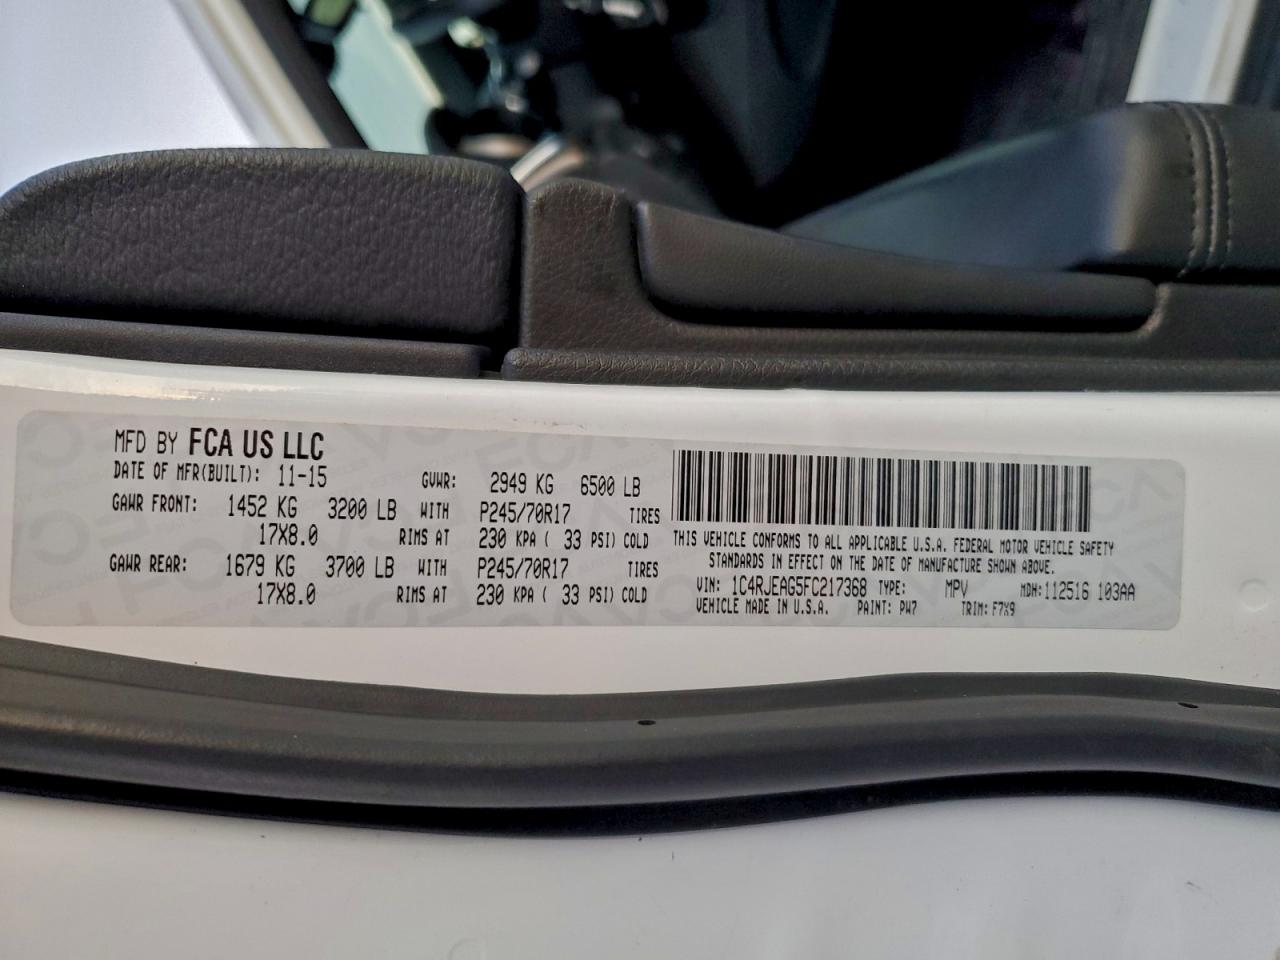 MFD BY FCA US LLC
DATE OF MFR(BUILT): 11-15 GVWR: 2949 KG 6500 LB
GAWR FRONT: 1452 KG 3200 LB WITH P245/70R17 TIRES
17X8.0 RIMS AT 230 KPA ( 33 PSI) COLD
GAWR REAR: 1679 KG 3700 LB WITH P245/70R17 TIRES
17X8.0 RIMS AT 230 KPA ( 33 PSI) COLD
THIS VEHICLE CONFORMS TO ALL APPLICABLE U.S.A. FEDERAL MOTOR VEHICLE SAFETY
STANDARDS IN EFFECT ON THE DATE OF MANUFACTURE SHOWN ABOVE.
VIN: 1C4RJEAG5FC217368 TYPE: MPV MDH:112516 103AA
VEHICLE MADE IN U.S.A. PAINT: PW7 TRIM: F7X9